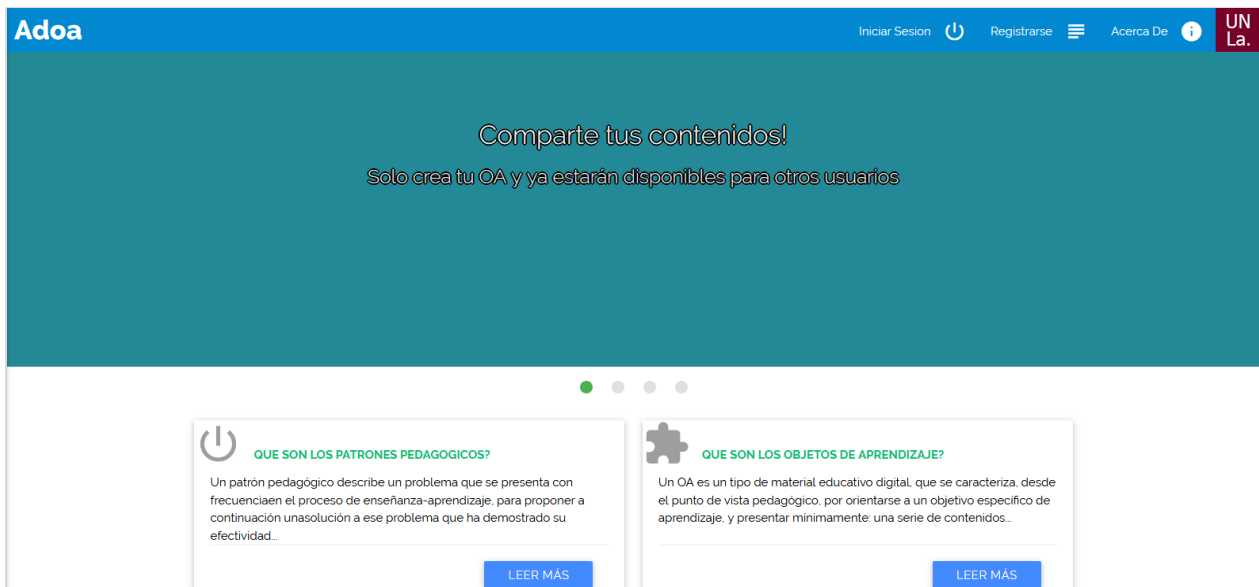 Adoa
Iniciar Sesion
Registrarse
Acerca De
UN
La.
Comparte tus contenidos!
Solo crea tu OA y ya estarán disponibles para otros usuarios
QUE SON LOS PATRONES PEDAGOGICOS?
Un patrón pedagógico describe un problema que se presenta con
frecuenciaen el proceso de enseñanza-aprendizaje, para proponer a
continuación unasolución a ese problema que ha demostrado su
efectividad...
LEER MÁS
QUE SON LOS OBJETOS DE APRENDIZAJE?
Un OA es un tipo de material educativo digital, que se caracteriza, desde
el punto de vista pedagógico, por orientarse a un objetivo específico de
aprendizaje, y presentar mínimamente: una serie de contenidos...
LEER MÁS